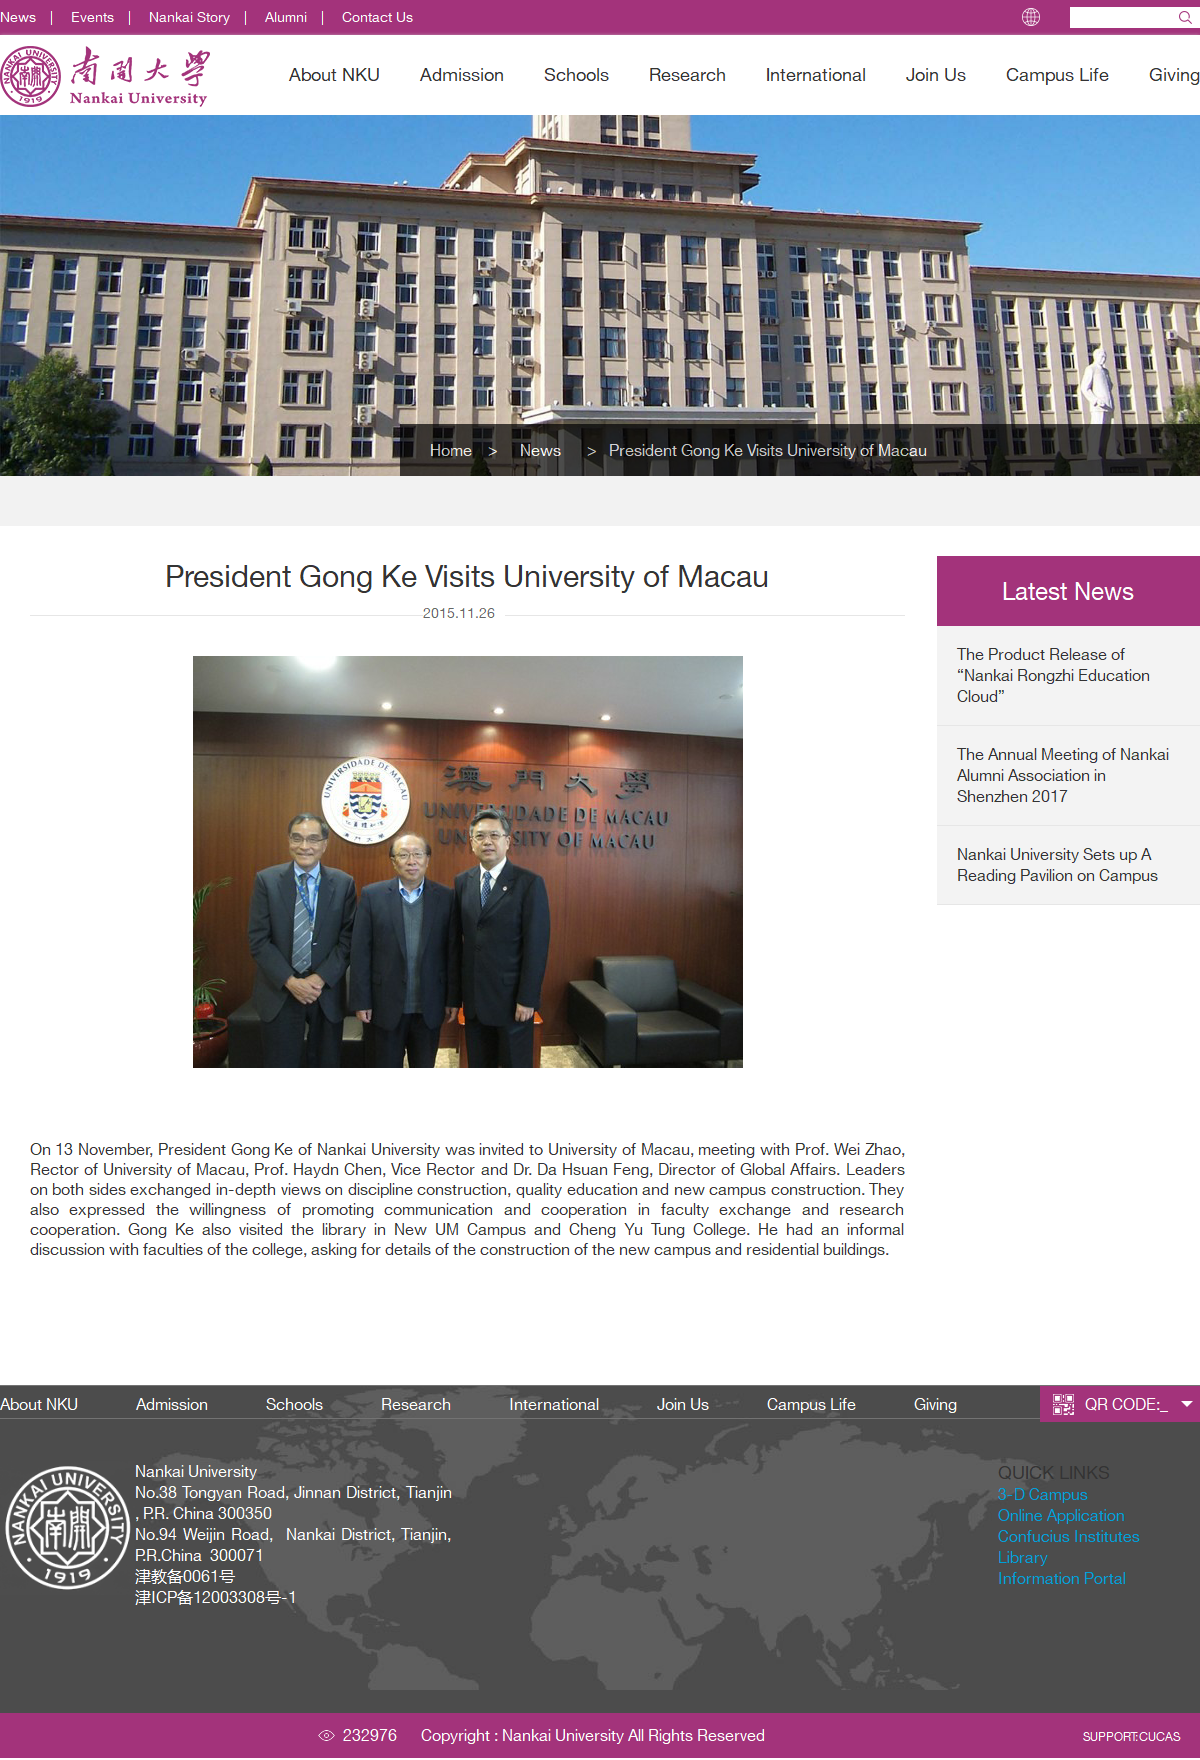 News | Events | Nankai Story | Alumni | Contact Us
NANKAI UNIVERSITY
1919
南開大學
Nankai University
About NKU Admission Schools Research International Join Us Campus Life Giving
Home > News > President Gong Ke Visits University of Macau
President Gong Ke Visits University of Macau
2015.11.26
UNIVERSIDADE DE MACAU
澳門大學
澳門大學
UNIVERSIDADE DE MACAU
UNIVERSITY OF MACAU
On 13 November, President Gong Ke of Nankai University was invited to University of Macau, meeting with Prof. Wei Zhao,
Rector of University of Macau, Prof. Haydn Chen, Vice Rector and Dr. Da Hsuan Feng, Director of Global Affairs. Leaders
on both sides exchanged in-depth views on discipline construction, quality education and new campus construction. They
also expressed the willingness of promoting communication and cooperation in faculty exchange and research
cooperation. Gong Ke also visited the library in New UM Campus and Cheng Yu Tung College. He had an informal
discussion with faculties of the college, asking for details of the construction of the new campus and residential buildings.
Latest News
The Product Release of
“Nankai Rongzhi Education
Cloud”
The Annual Meeting of Nankai
Alumni Association in
Shenzhen 2017
Nankai University Sets up A
Reading Pavilion on Campus
About NKU Admission Schools Research International Join Us Campus Life Giving QR CODE:_
NANKAI UNIVERSITY
南開
1919
Nankai University
No.38 Tongyan Road, Jinnan District, Tianjin
, P.R. China 300350
No.94 Weijin Road, Nankai District, Tianjin,
P.R.China 300071
津教备0061号
津ICP备12003308号-1
QUICK LINKS
3-D Campus
Online Application
Confucius Institutes
Library
Information Portal
232976 Copyright : Nankai University All Rights Reserved
SUPPORT:CUCAS